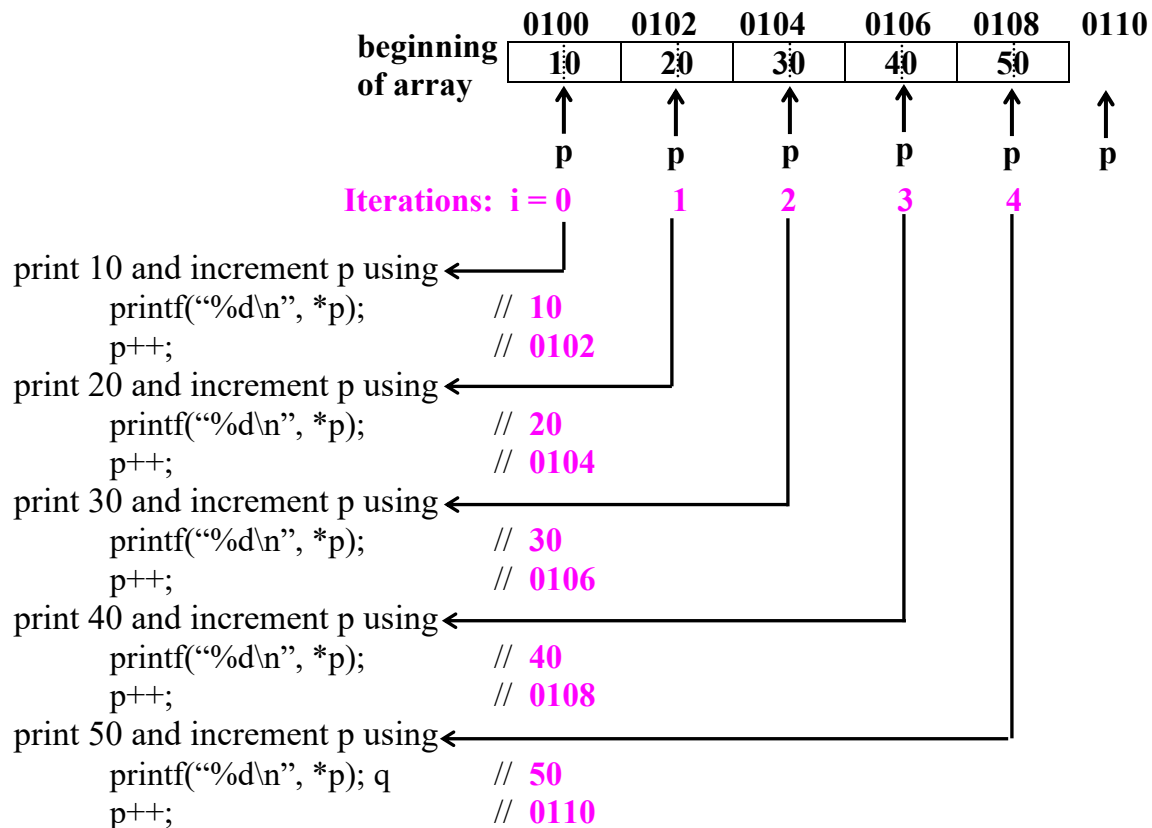 0100 0102 0104 0106 0108 0110
beginning
of array
10 20 30 40 50
p p p p p p
Iterations: i = 0 1 2 3 4
print 10 and increment p using
printf(“%d\n”, *p); // 10
p++; // 0102
print 20 and increment p using
printf(“%d\n”, *p); // 20
p++; // 0104
print 30 and increment p using
printf(“%d\n”, *p); // 30
p++; // 0106
print 40 and increment p using
printf(“%d\n”, *p); // 40
p++; // 0108
print 50 and increment p using
printf(“%d\n”, *p); q // 50
p++; // 0110